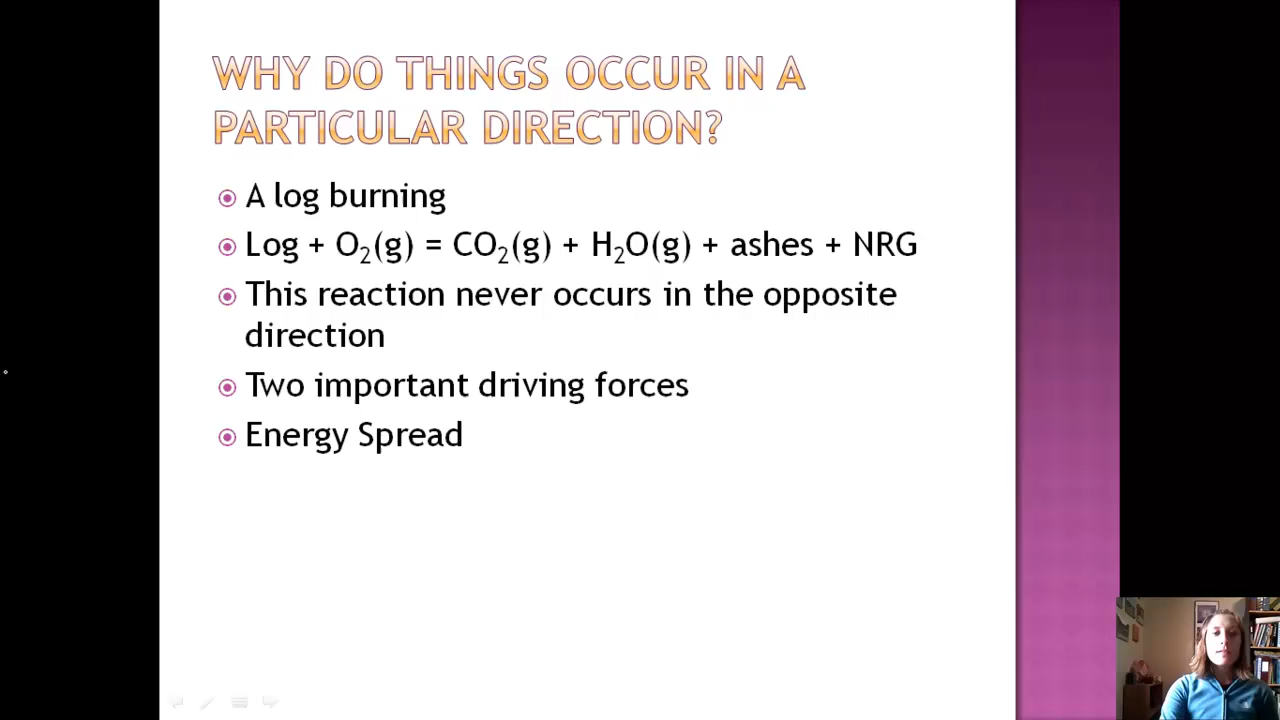 WHY DO THINGS OCCUR IN A
PARTICULAR DIRECTION?
A log burning
Log + O₂(g) = CO₂(g) + H₂O(g) + ashes + NRG
This reaction never occurs in the opposite
direction
Two important driving forces
Energy Spread